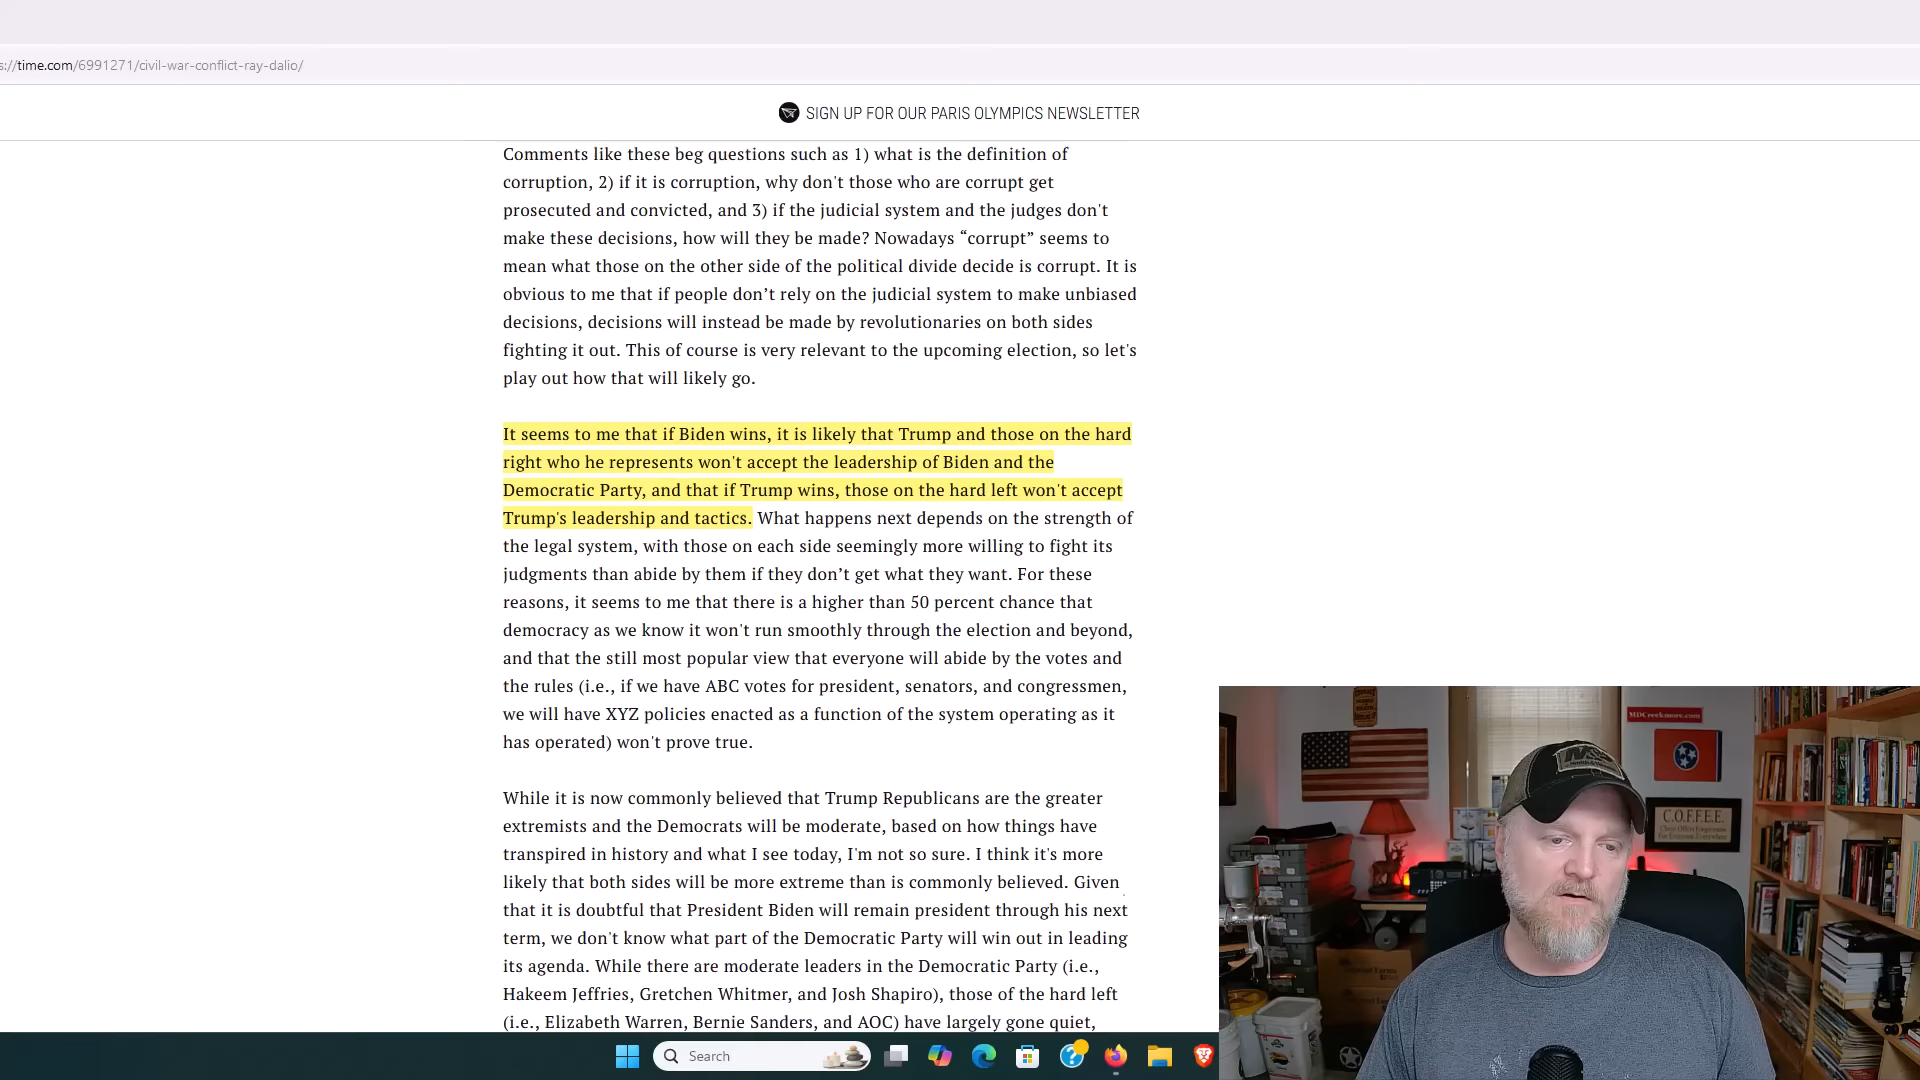 s://time.com/6991271/civil-war-conflict-ray-dalio/
SIGN UP FOR OUR PARIS OLYMPICS NEWSLETTER
Comments like these beg questions such as 1) what is the definition of
corruption, 2) if it is corruption, why don't those who are corrupt get
prosecuted and convicted, and 3) if the judicial system and the judges don't
make these decisions, how will they be made? Nowadays “corrupt” seems to
mean what those on the other side of the political divide decide is corrupt. It is
obvious to me that if people don’t rely on the judicial system to make unbiased
decisions, decisions will instead be made by revolutionaries on both sides
fighting it out. This of course is very relevant to the upcoming election, so let's
play out how that will likely go.
It seems to me that if Biden wins, it is likely that Trump and those on the hard
right who he represents won't accept the leadership of Biden and the
Democratic Party, and that if Trump wins, those on the hard left won't accept
Trump's leadership and tactics. What happens next depends on the strength of
the legal system, with those on each side seemingly more willing to fight its
judgments than abide by them if they don’t get what they want. For these
reasons, it seems to me that there is a higher than 50 percent chance that
democracy as we know it won't run smoothly through the election and beyond,
and that the still most popular view that everyone will abide by the votes and
the rules (i.e., if we have ABC votes for president, senators, and congressmen,
we will have XYZ policies enacted as a function of the system operating as it
has operated) won't prove true.
While it is now commonly believed that Trump Republicans are the greater
extremists and the Democrats will be moderate, based on how things have
transpired in history and what I see today, I'm not so sure. I think it's more
likely that both sides will be more extreme than is commonly believed. Given
that it is doubtful that President Biden will remain president through his next
term, we don't know what part of the Democratic Party will win out in leading
its agenda. While there are moderate leaders in the Democratic Party (i.e.,
Hakeem Jeffries, Gretchen Whitmer, and Josh Shapiro), those of the hard left
(i.e., Elizabeth Warren, Bernie Sanders, and AOC) have largely gone quiet,
MDCreekmore.com
C.O.F.F.E.E.
Search